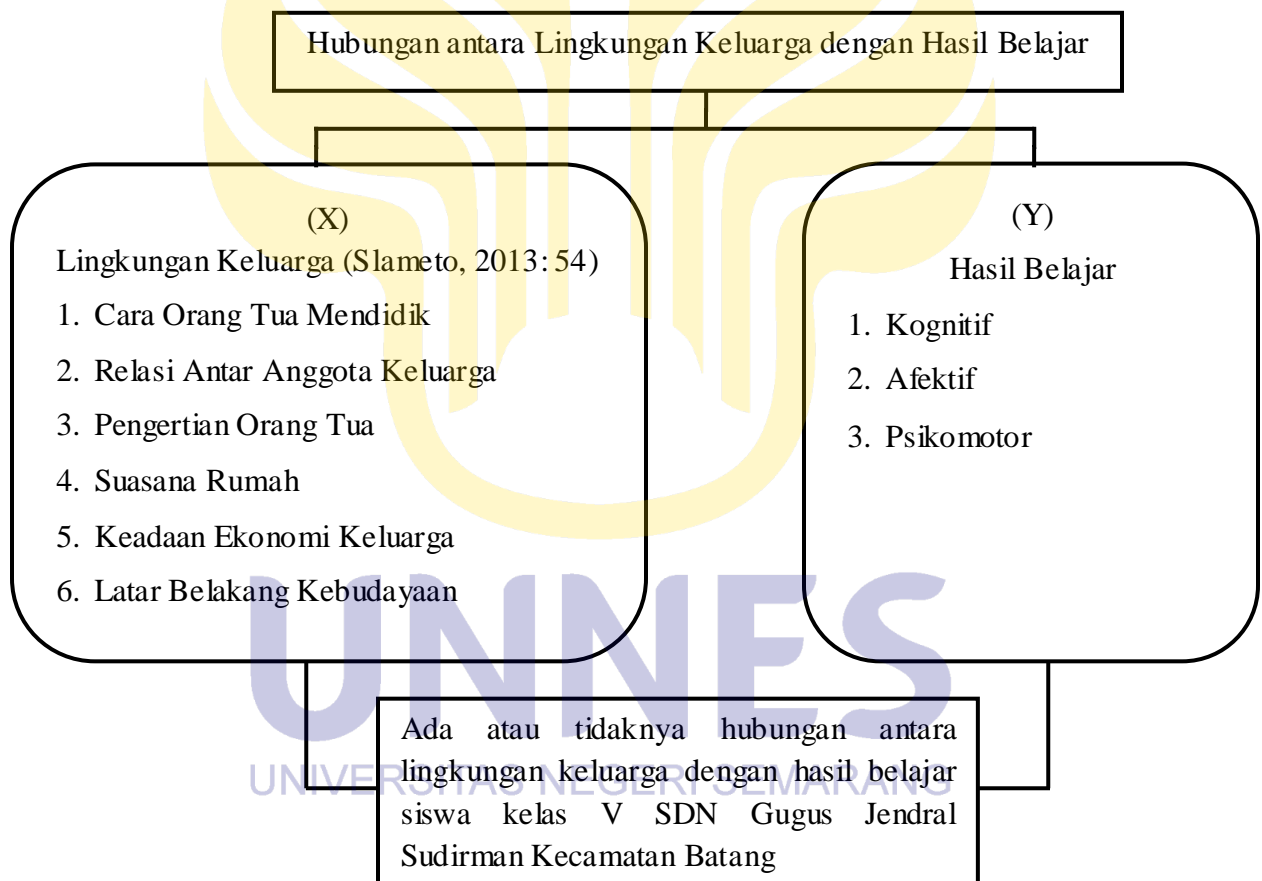 Hubungan antara Lingkungan Keluarga dengan Hasil Belajar
(X)
Lingkungan Keluarga (Slameto, 2013: 54)
1. Cara Orang Tua Mendidik
2. Relasi Antar Anggota Keluarga
3. Pengertian Orang Tua
4. Suasana Rumah
5. Keadaan Ekonomi Keluarga
6. Latar Belakang Kebudayaan
(Y)
Hasil Belajar
1. Kognitif
2. Afektif
3. Psikomotor
Ada atau tidaknya hubungan antara
lingkungan keluarga dengan hasil belajar
siswa kelas V SDN Gugus Jendral
Sudirman Kecamatan Batang
UNNES
UNIVERSITAS NEGERI SEMARANG